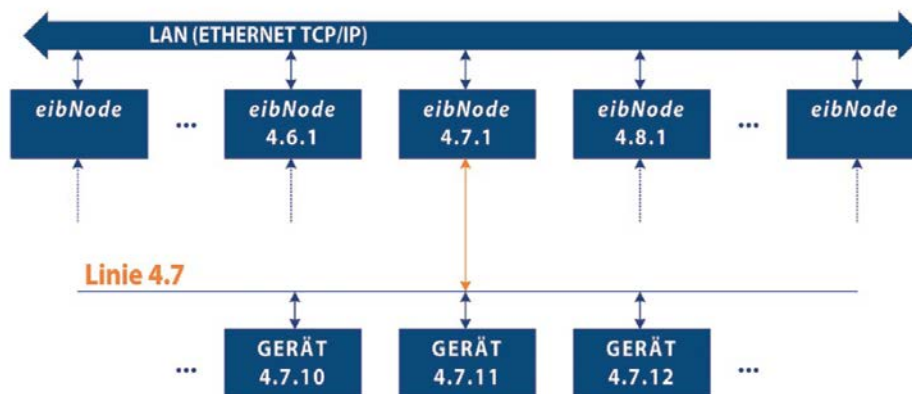 LAN (ETHERNET TCP/IP)
eibNode ... eibNode eibNode eibNode ... eibNode
4.6.1 4.7.1 4.8.1
Linie 4.7
... GERÄT GERÄT GERÄT ...
4.7.10 4.7.11 4.7.12